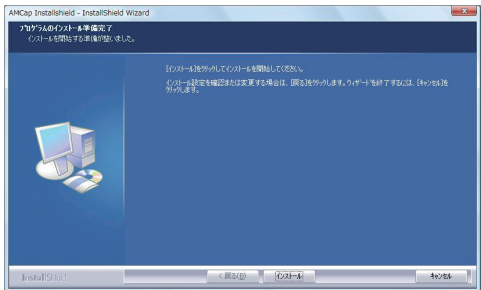 AMCap Installshield - InstallShield Wizard
ﾌﾟﾛｸﾞﾗﾑのｲﾝｽﾄｰﾙ準備完了
ｲﾝｽﾄｰﾙを開始する準備が整いました。
[ｲﾝｽﾄｰﾙ]をｸﾘｯｸしてｲﾝｽﾄｰﾙを開始してください。
ｲﾝｽﾄｰﾙ設定を確認または変更する場合は、[戻る]をｸﾘｯｸします。ｳｨｻﾞｰﾄﾞを終了するには、[ｷｬﾝｾﾙ]を
ｸﾘｯｸします。
InstallShield
< 戻る(B)
ｲﾝｽﾄｰﾙ
ｷｬﾝｾﾙ